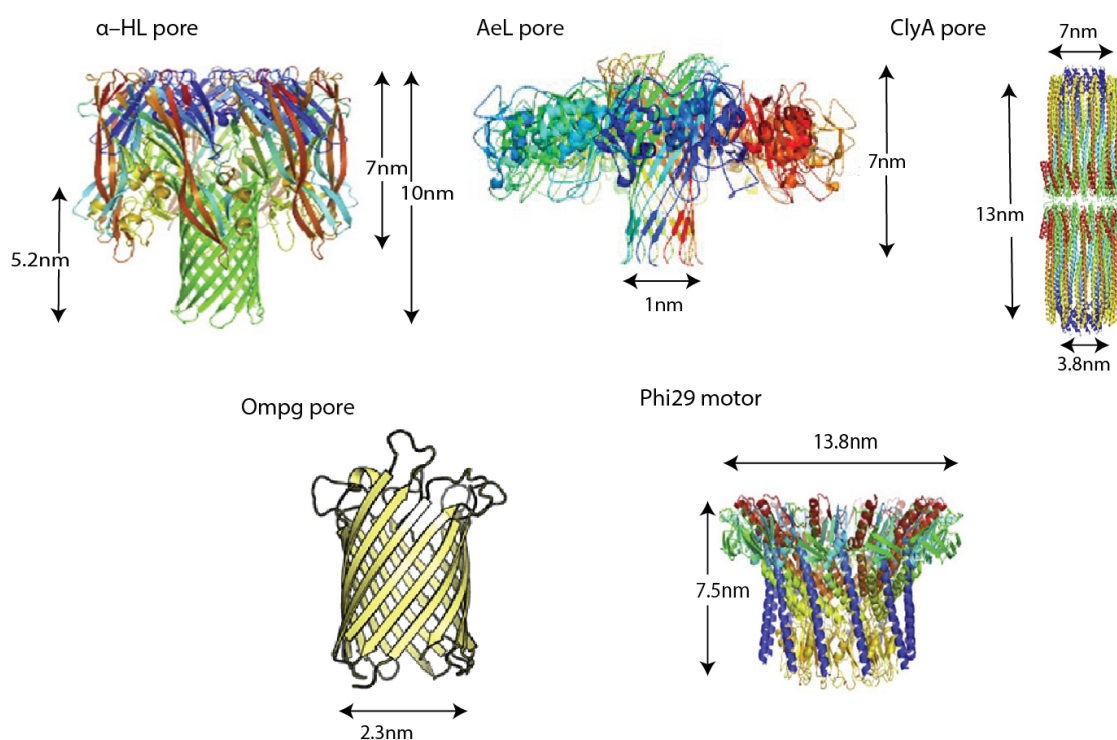 α–HL pore
AeL pore
ClyA pore
7nm
7nm
10nm
5.2nm
7nm
1nm
13nm
3.8nm
Ompg pore
Phi29 motor
13.8nm
7.5nm
2.3nm